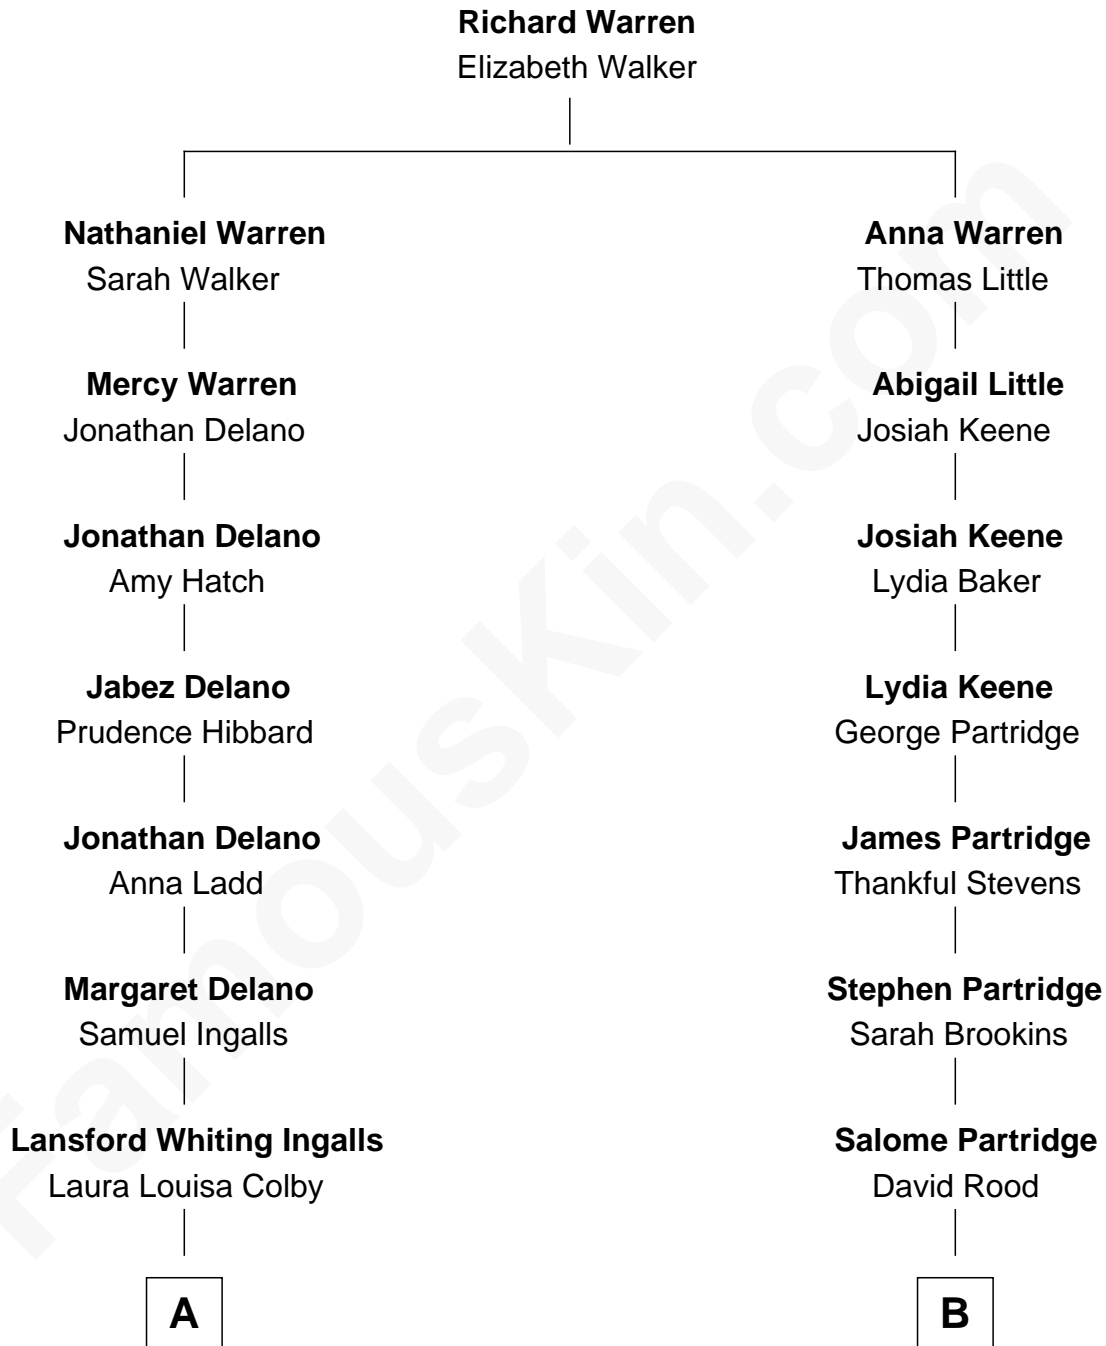 Richard Warren
Elizabeth Walker
Nathaniel Warren
Sarah Walker
Mercy Warren
Jonathan Delano
Jonathan Delano
Amy Hatch
Jabez Delano
Prudence Hibbard
Jonathan Delano
Anna Ladd
Margaret Delano
Samuel Ingalls
Lansford Whiting Ingalls
Laura Louisa Colby
A
Anna Warren
Thomas Little
Abigail Little
Josiah Keene
Josiah Keene
Lydia Baker
Lydia Keene
George Partridge
James Partridge
Thankful Stevens
Stephen Partridge
Sarah Brookins
Salome Partridge
David Rood
B
FamousKin.com